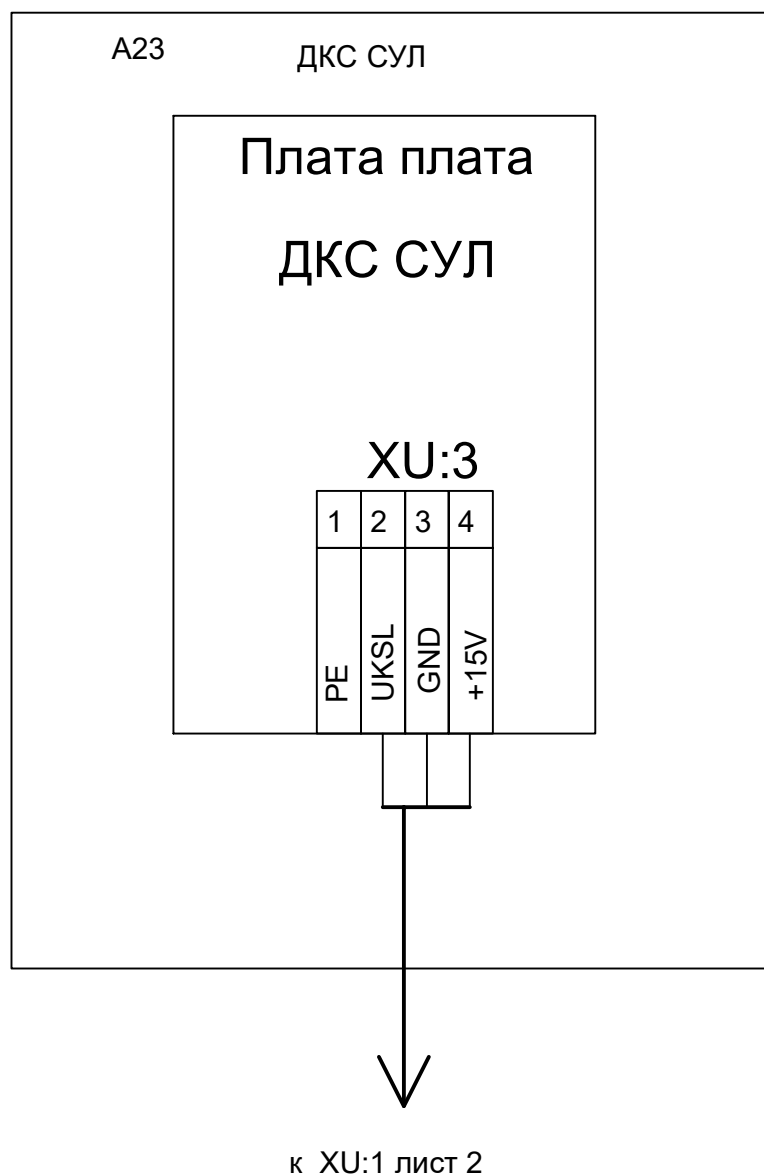 А23
ДКС СУЛ
Плата плата
ДКС СУЛ
XU:3
1 2 3 4
PE
UKSL
GND
+15V
к XU:1 лист 2